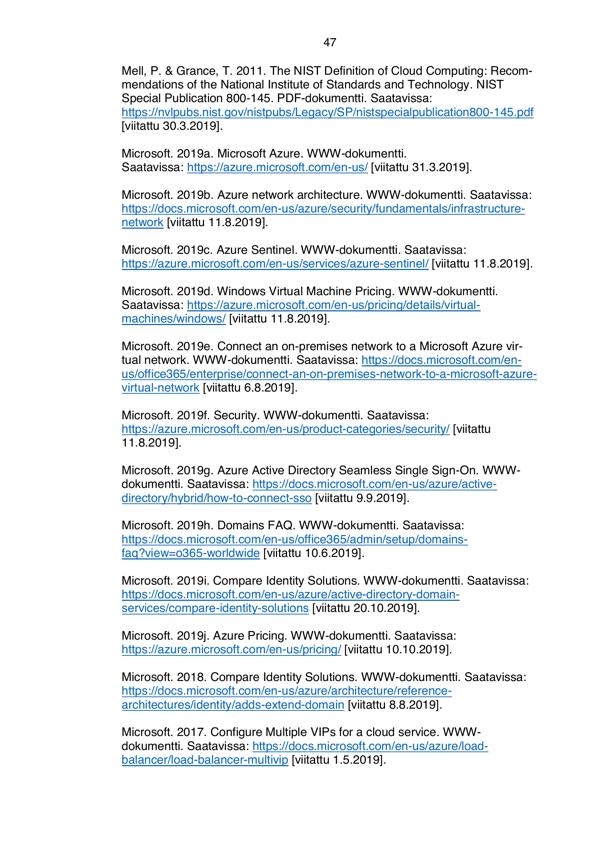 47
Mell, P. & Grance, T. 2011. The NIST Definition of Cloud Computing: Recom-
mendations of the National Institute of Standards and Technology. NIST
Special Publication 800-145. PDF-dokumentti. Saatavissa:
https://nvlpubs.nist.gov/nistpubs/Legacy/SP/nistspecialpublication800-145.pdf
[viitattu 30.3.2019].
Microsoft. 2019a. Microsoft Azure. WWW-dokumentti.
Saatavissa: https://azure.microsoft.com/en-us/ [viitattu 31.3.2019].
Microsoft. 2019b. Azure network architecture. WWW-dokumentti. Saatavissa:
https://docs.microsoft.com/en-us/azure/security/fundamentals/infrastructure-
network [viitattu 11.8.2019].
Microsoft. 2019c. Azure Sentinel. WWW-dokumentti. Saatavissa:
https://azure.microsoft.com/en-us/services/azure-sentinel/ [viitattu 11.8.2019].
Microsoft. 2019d. Windows Virtual Machine Pricing. WWW-dokumentti.
Saatavissa: https://azure.microsoft.com/en-us/pricing/details/virtual-
machines/windows/ [viitattu 11.8.2019].
Microsoft. 2019e. Connect an on-premises network to a Microsoft Azure vir-
tual network. WWW-dokumentti. Saatavissa: https://docs.microsoft.com/en-
us/office365/enterprise/connect-an-on-premises-network-to-a-microsoft-azure-
virtual-network [viitattu 6.8.2019].
Microsoft. 2019f. Security. WWW-dokumentti. Saatavissa:
https://azure.microsoft.com/en-us/product-categories/security/ [viitattu
11.8.2019].
Microsoft. 2019g. Azure Active Directory Seamless Single Sign-On. WWW-
dokumentti. Saatavissa: https://docs.microsoft.com/en-us/azure/active-
directory/hybrid/how-to-connect-sso [viitattu 9.9.2019].
Microsoft. 2019h. Domains FAQ. WWW-dokumentti. Saatavissa:
https://docs.microsoft.com/en-us/office365/admin/setup/domains-
faq?view=o365-worldwide [viitattu 10.6.2019].
Microsoft. 2019i. Compare Identity Solutions. WWW-dokumentti. Saatavissa:
https://docs.microsoft.com/en-us/azure/active-directory-domain-
services/compare-identity-solutions [viitattu 20.10.2019].
Microsoft. 2019j. Azure Pricing. WWW-dokumentti. Saatavissa:
https://azure.microsoft.com/en-us/pricing/ [viitattu 10.10.2019].
Microsoft. 2018. Compare Identity Solutions. WWW-dokumentti. Saatavissa:
https://docs.microsoft.com/en-us/azure/architecture/reference-
architectures/identity/adds-extend-domain [viitattu 8.8.2019].
Microsoft. 2017. Configure Multiple VIPs for a cloud service. WWW-
dokumentti. Saatavissa: https://docs.microsoft.com/en-us/azure/load-
balancer/load-balancer-multivip [viitattu 1.5.2019].